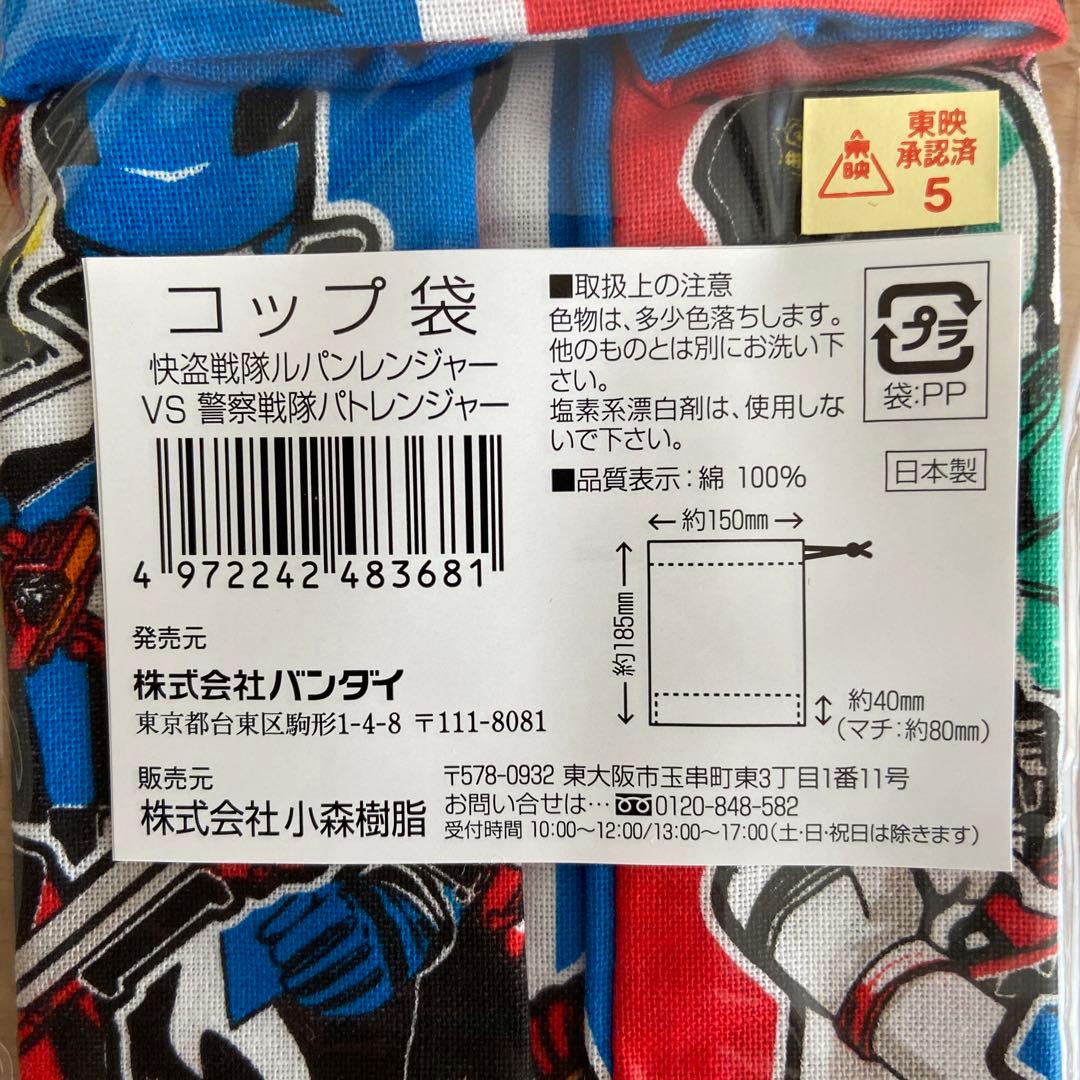 東映
東映
承認済
5
コップ袋
快盗戦隊ルパンレンジャー
VS 警察戦隊パトレンジャー
4 972242 483681
発売元
株式会社バンダイ
東京都台東区駒形1-4-8 〒111-8081
販売元
株式会社小森樹脂
■取扱上の注意
色物は、多少色落ちします。
他のものとは別にお洗い下
さい。
塩素系漂白剤は、使用しな
いで下さい。
■品質表示：綿 100%
プラ
袋：PP
日本製
約150㎜
約185㎜
約40㎜
(マチ：約80㎜)
〒578-0932 東大阪市玉串町東3丁目1番11号
お問い合せは…0120-848-582
受付時間 10:00～12:00/13:00～17:00(土・日・祝日は除きます)